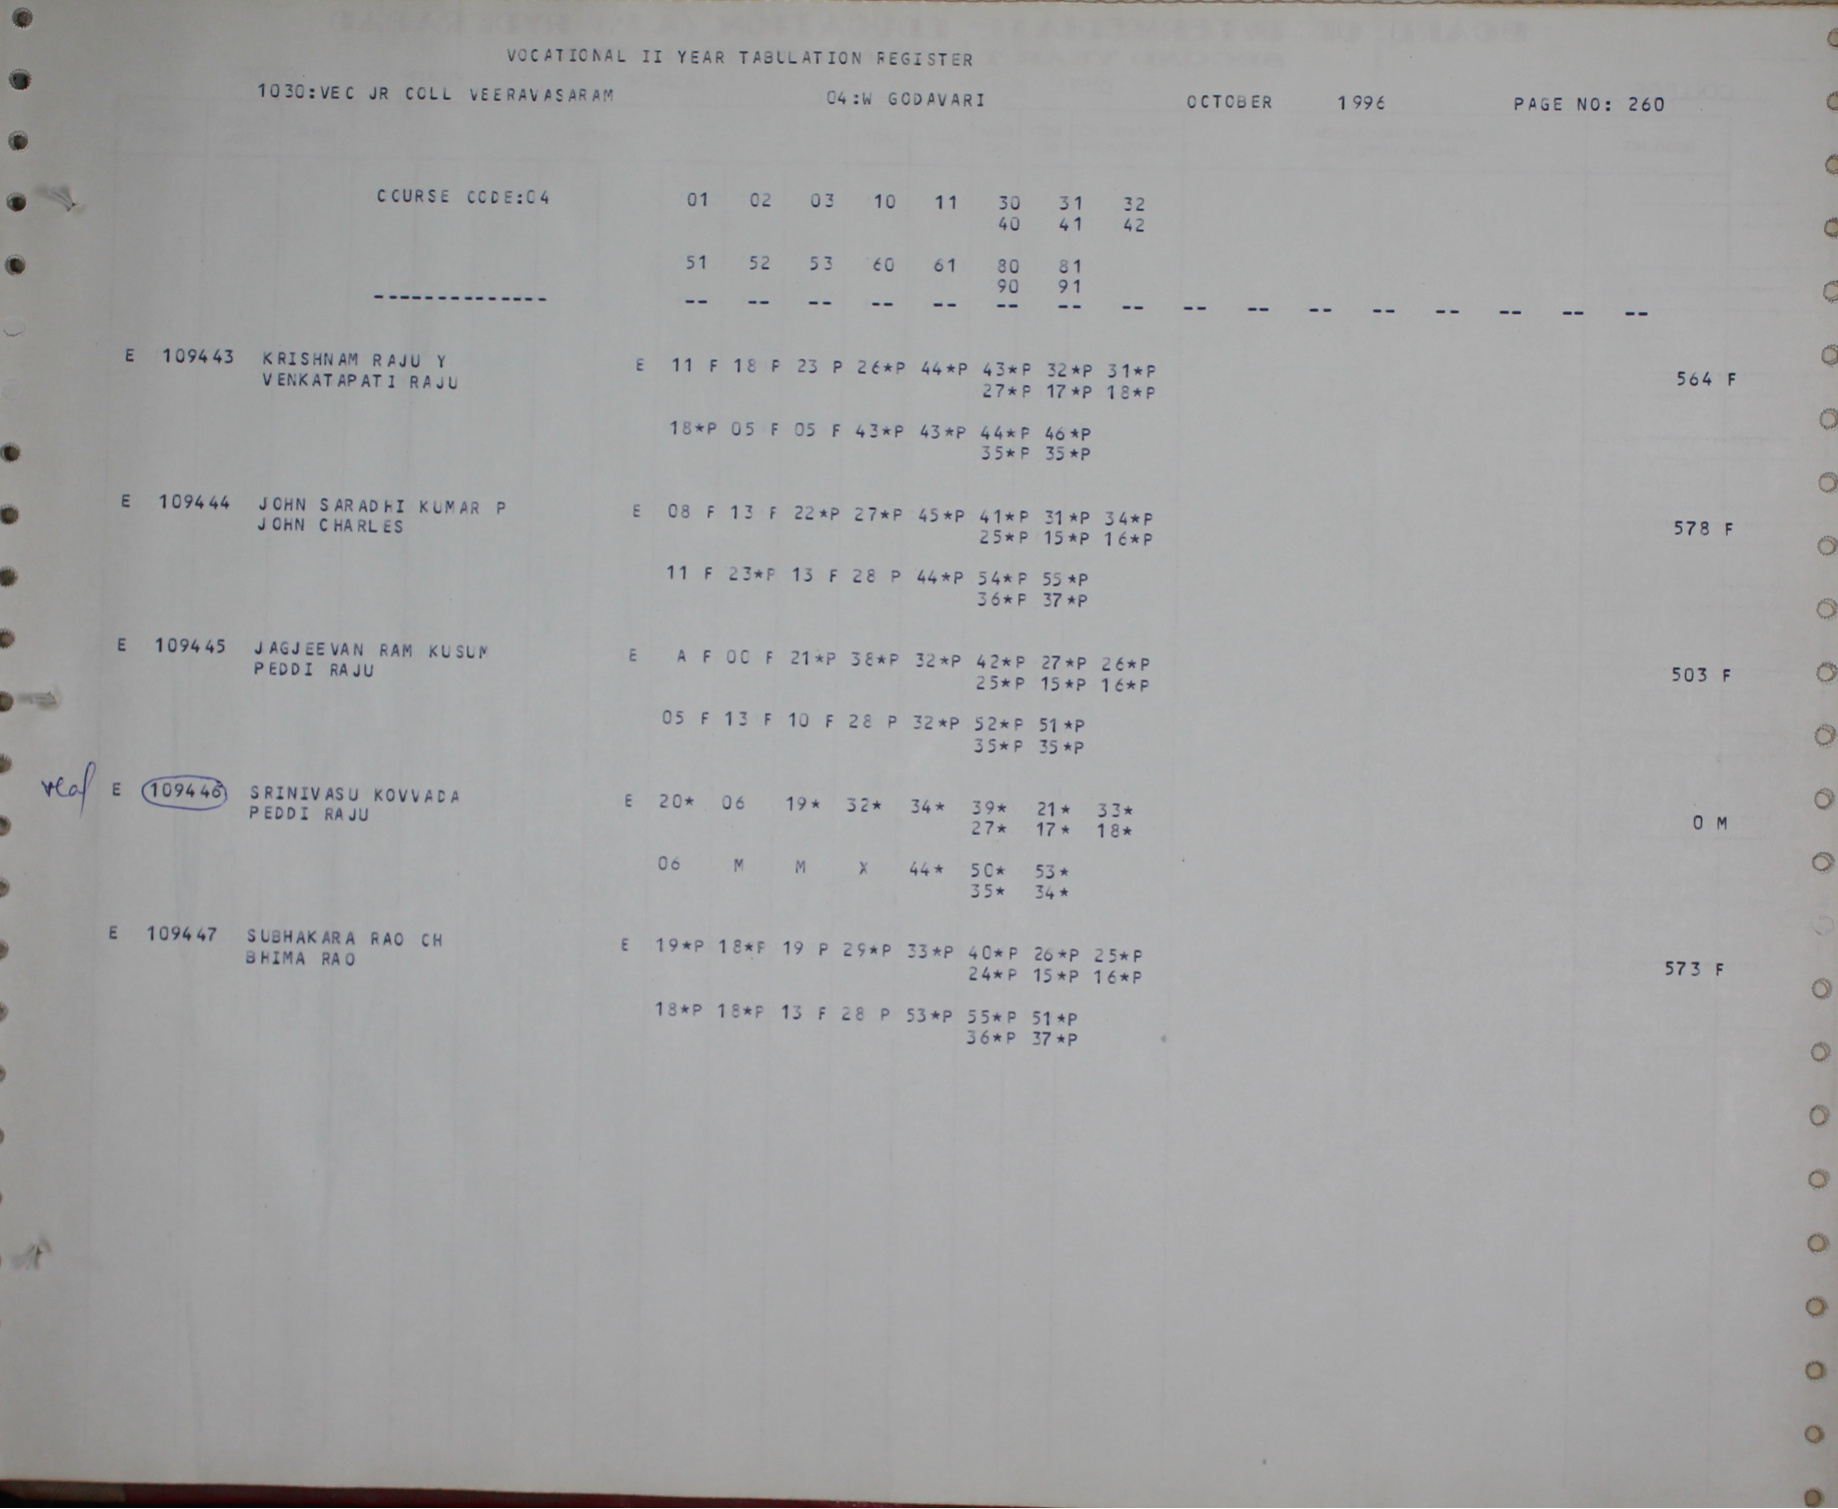 VOCATIONAL II YEAR TABULATION REGISTER
1030:VEC JR COLL VEERAVASARAM 04:W GODAVARI OCTOBER 1996 PAGE NO: 260
COURSE CODE:04 01 02 03 10 11 30 31 32
40 41 42
51 52 53 60 61 80 81
90 91
-------------- -- -- -- -- -- -- -- -- -- -- -- -- -- -- -- --
E 109443 KRISHNAM RAJU Y E 11 F 18 P 23 P 26*P 44*P 43*P 32*P 31*P
VENKATAPATI RAJU 27*P 17*P 18*P 564 F
18*P 05 F 05 F 43*P 43*P 44*P 46*P
35*P 35*P
E 109444 JOHN SARADHI KUMAR P E 08 F 13 F 22*P 27*P 45*P 41*P 31*P 34*P
JOHN CHARLES 25*P 15*P 16*P 578 F
11 F 23*P 13 F 28 P 44*P 54*P 55*P
36*P 37*P
E 109445 JAGJEEVAN RAM KUSUM E A F 00 F 21*P 38*P 32*P 42*P 27*P 26*P
PEDDI RAJU 25*P 15*P 16*P 503 F
05 F 13 F 10 F 28 P 32*P 52*P 51*P
35*P 35*P
E 109446 SRINIVASU KOVVADA E 20* 06 19* 32* 34* 39* 21* 33*
PEDDI RAJU 27* 17* 18* 0 M
06 M M X 44* 50* 53*
35* 34*
E 109447 SUBHAKARA RAO CH E 19*P 18*P 19 P 29*P 33*P 40*P 26*P 25*P
BHIMA RAO 24*P 15*P 16*P 573 F
18*P 18*P 13 F 28 P 53*P 55*P 51*P
36*P 37*P